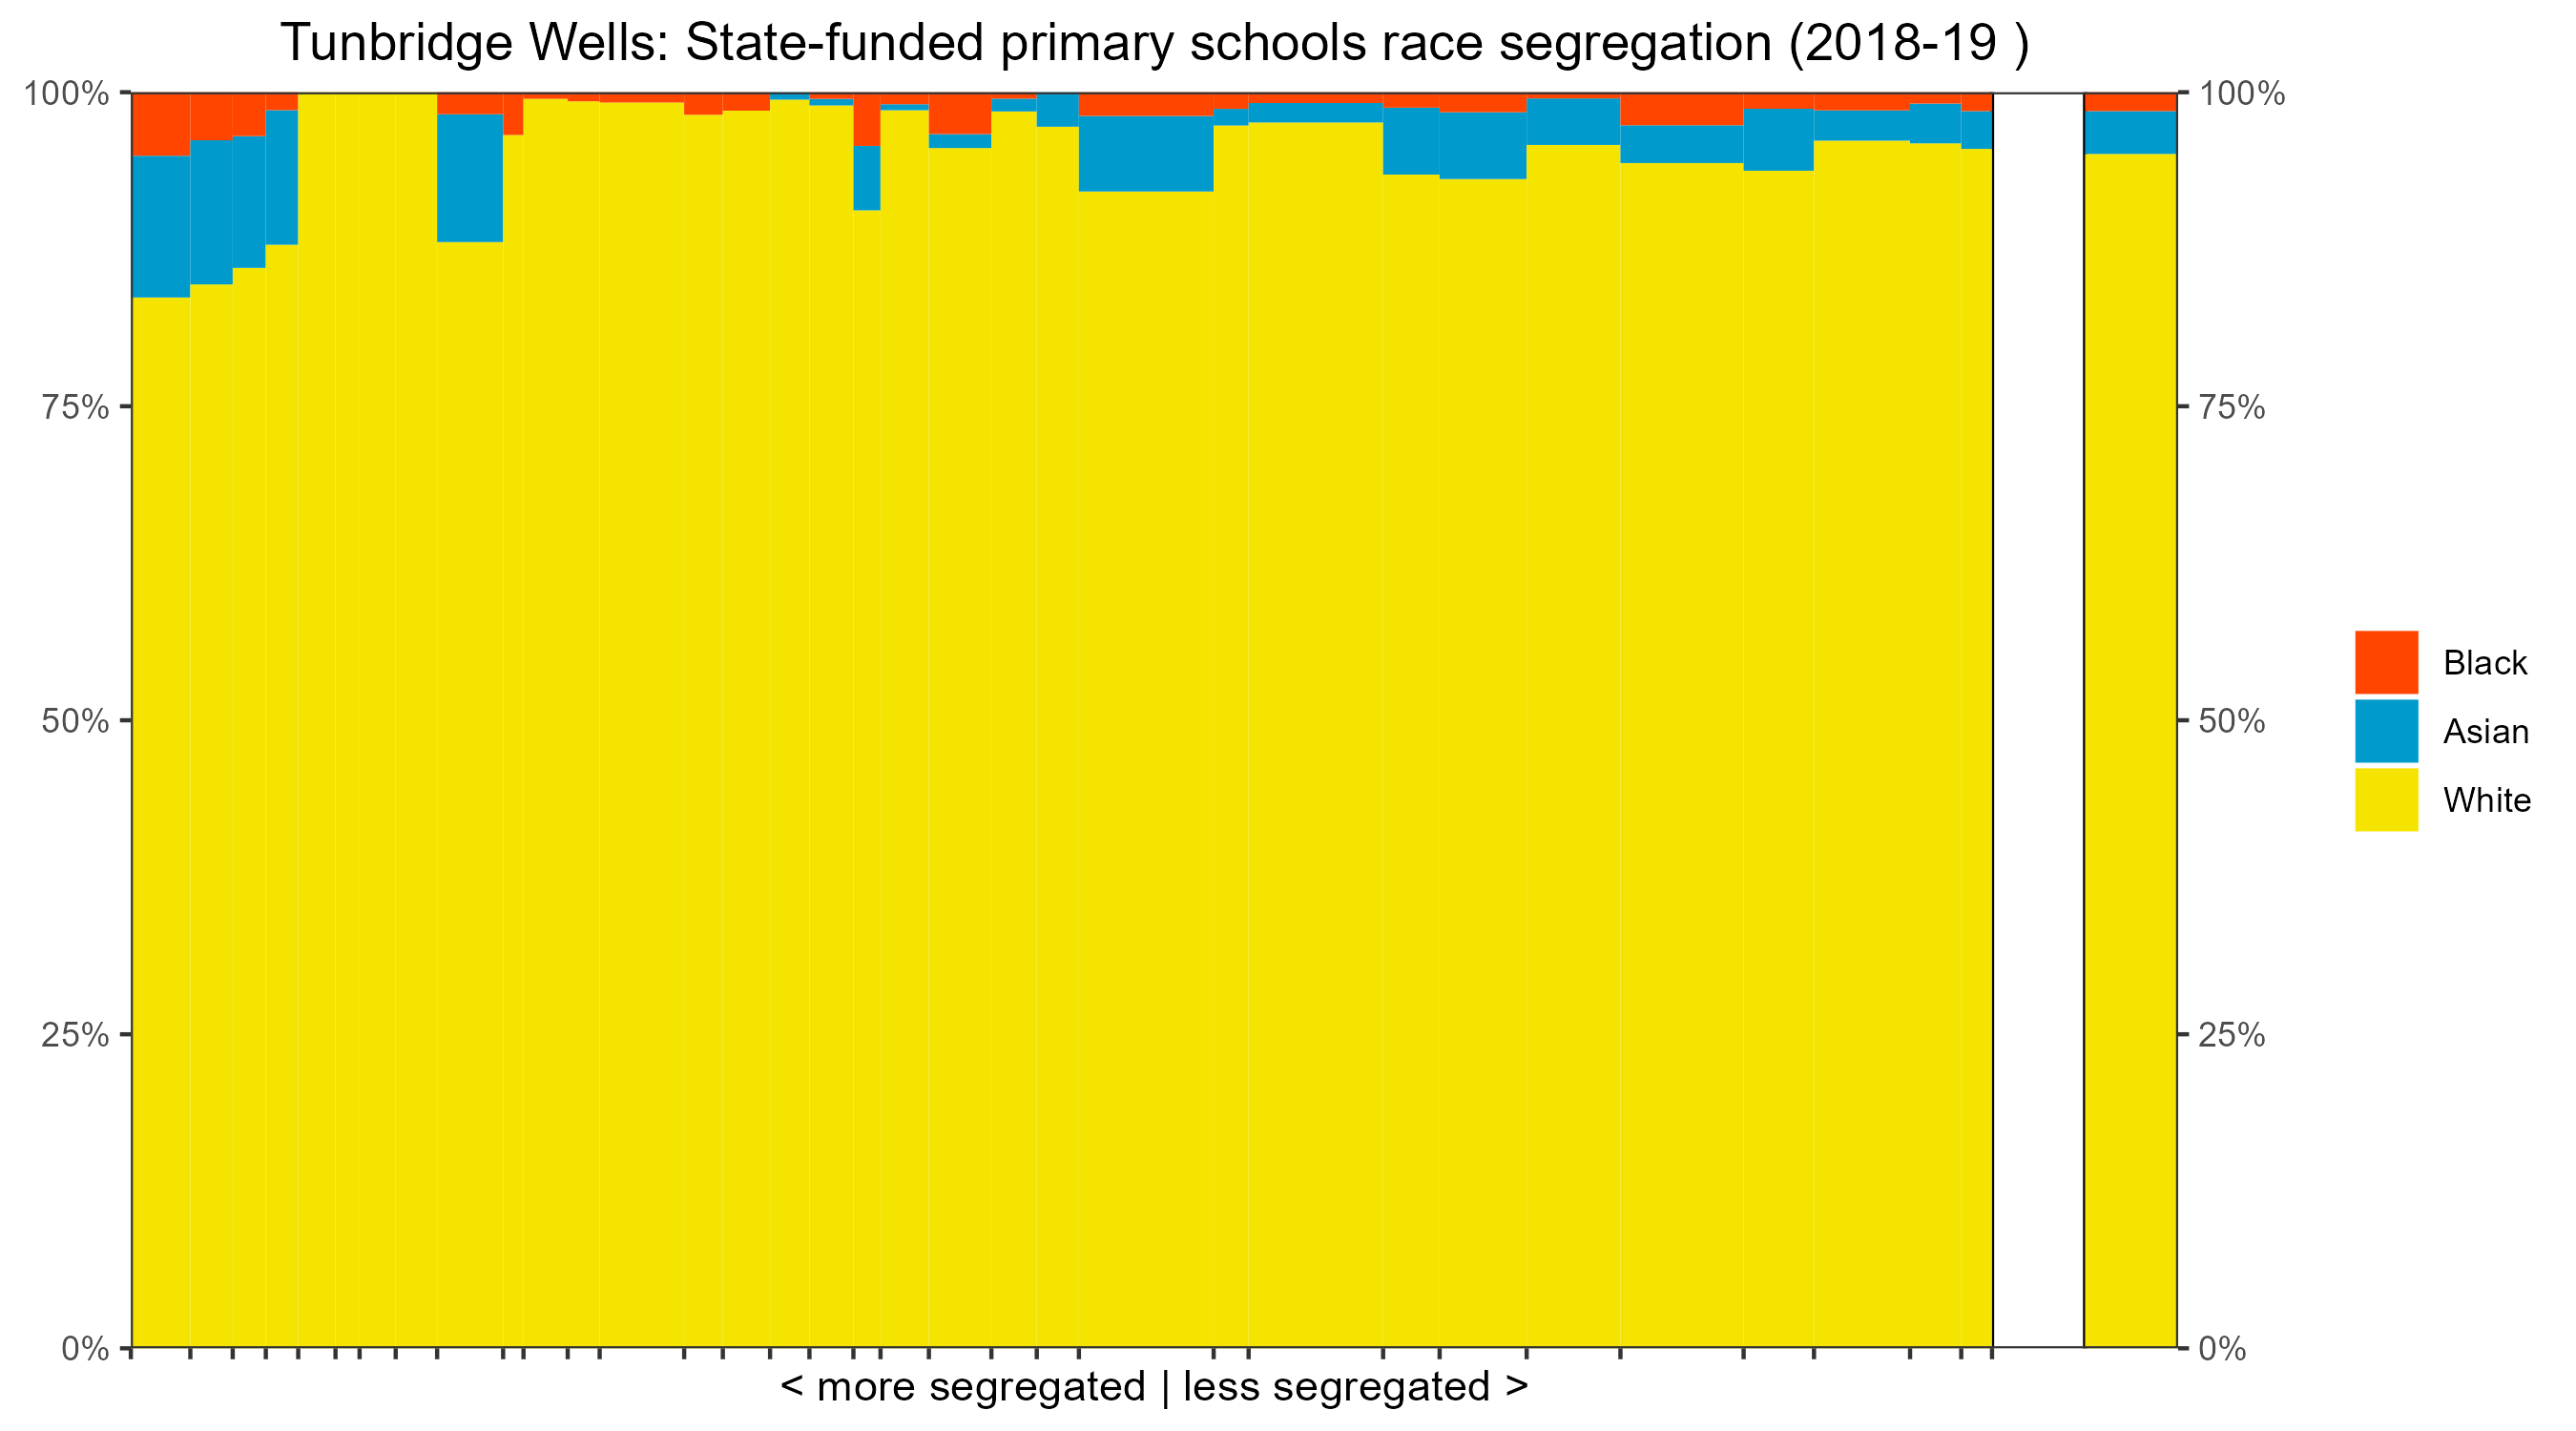 Tunbridge Wells: State-funded primary schools race segregation (2018-19 )
100%
75%
50%
25%
0%
100%
75%
50%
25%
0%
Black
Asian
White
< more segregated | less segregated >